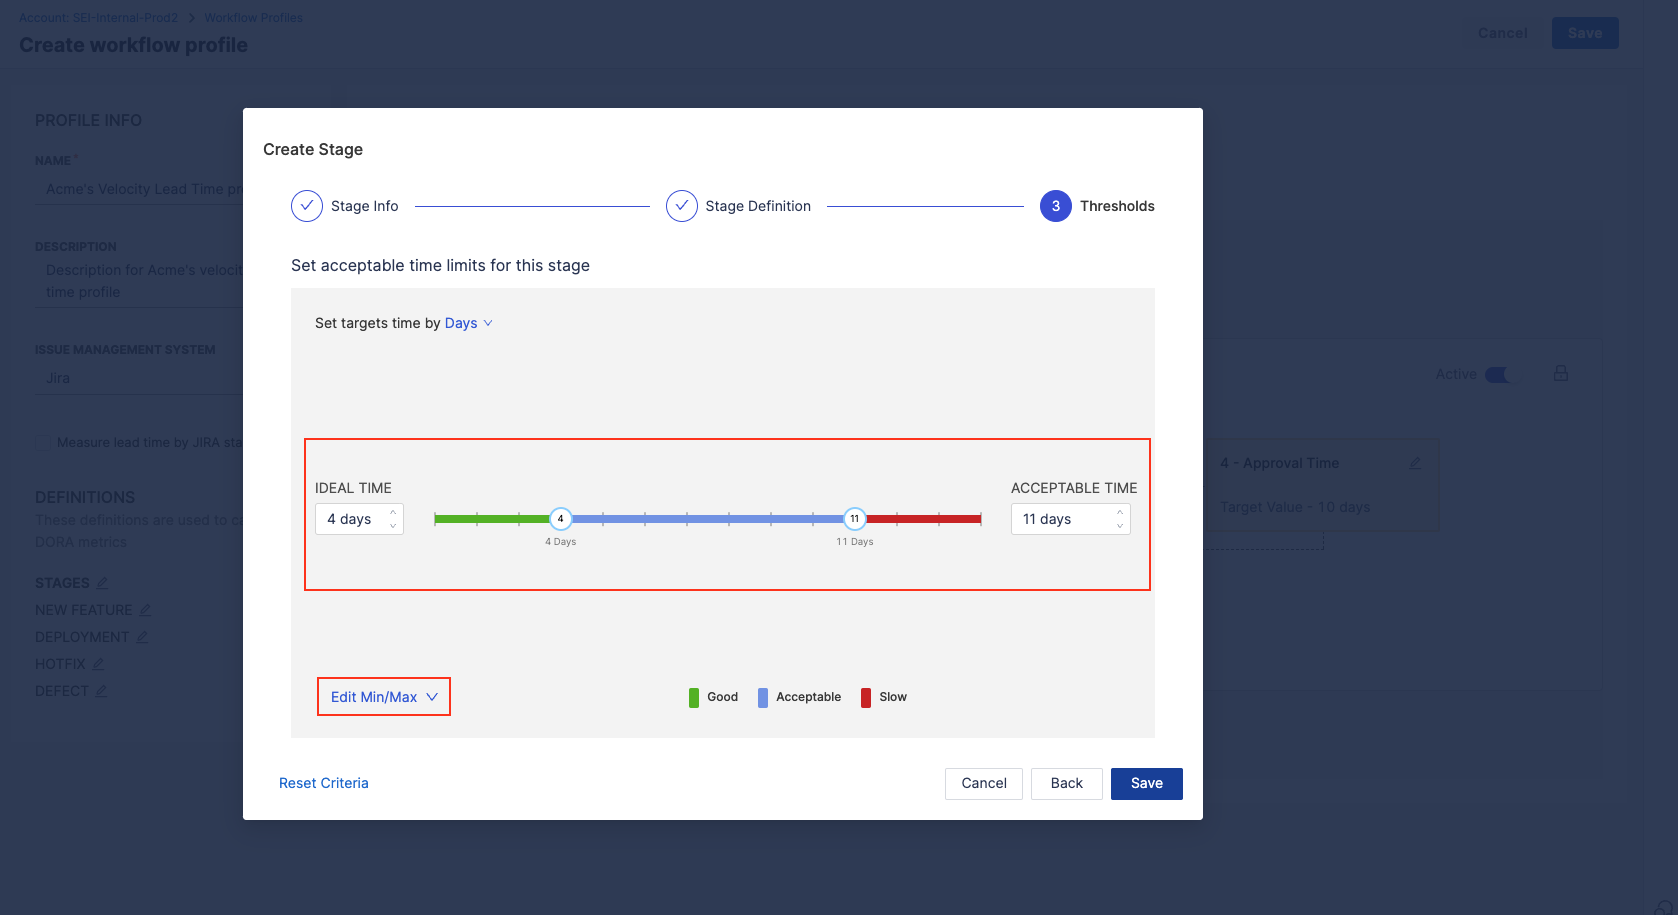 Account: SEI-Internal-Prod2 > Workflow Profiles
Create workflow profile
Cancel
Save
PROFILE INFO
NAME *
Acme's Velocity Lead Time pr
DESCRIPTION
Description for Acme's velocit
time profile
ISSUE MANAGEMENT SYSTEM
Jira
Measure lead time by JIRA sta
DEFINITIONS
These definitions are used to ca
DORA metrics
STAGES
NEW FEATURE
DEPLOYMENT
HOTFIX
DEFECT
Create Stage
Stage Info
Stage Definition
3 Thresholds
Set acceptable time limits for this stage
Set targets time by Days
IDEAL TIME
4 days
4
11
4 Days
11 Days
ACCEPTABLE TIME
11 days
Edit Min/Max
Good
Acceptable
Slow
Reset Criteria
Cancel
Back
Save
Active
4 - Approval Time
Target Value - 10 days